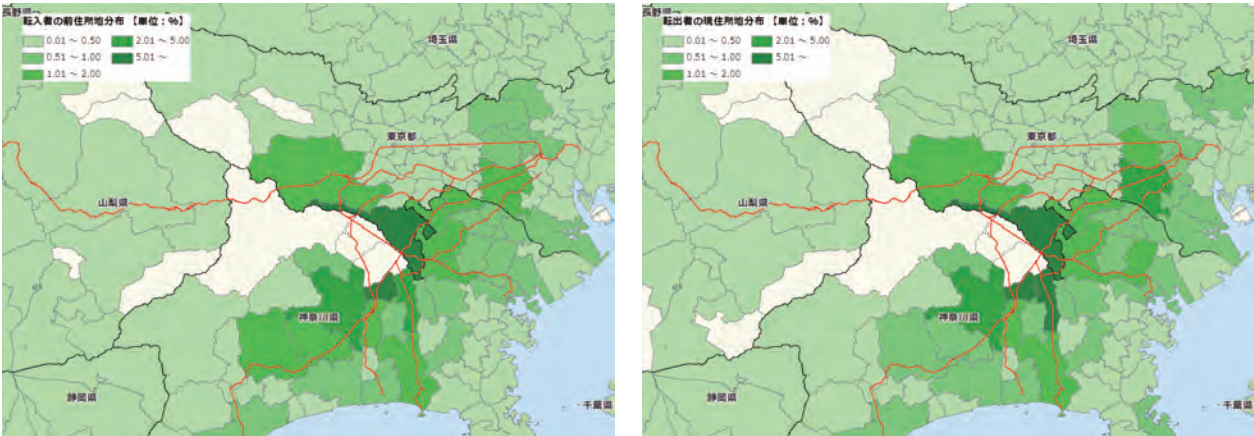 長野県
転入者の前住所地分布 【単位：％】
0.01 ～ 0.50
2.01 ～ 5.00
0.51 ～ 1.00
5.01 ～
1.01 ～ 2.00
埼玉県
東京都
山梨県
神奈川県
静岡県
千葉県
長野県
転出者の現住所地分布 【単位：％】
0.01 ～ 0.50
2.01 ～ 5.00
0.51 ～ 1.00
5.01 ～
1.01 ～ 2.00
埼玉県
東京都
山梨県
神奈川県
静岡県
千葉県